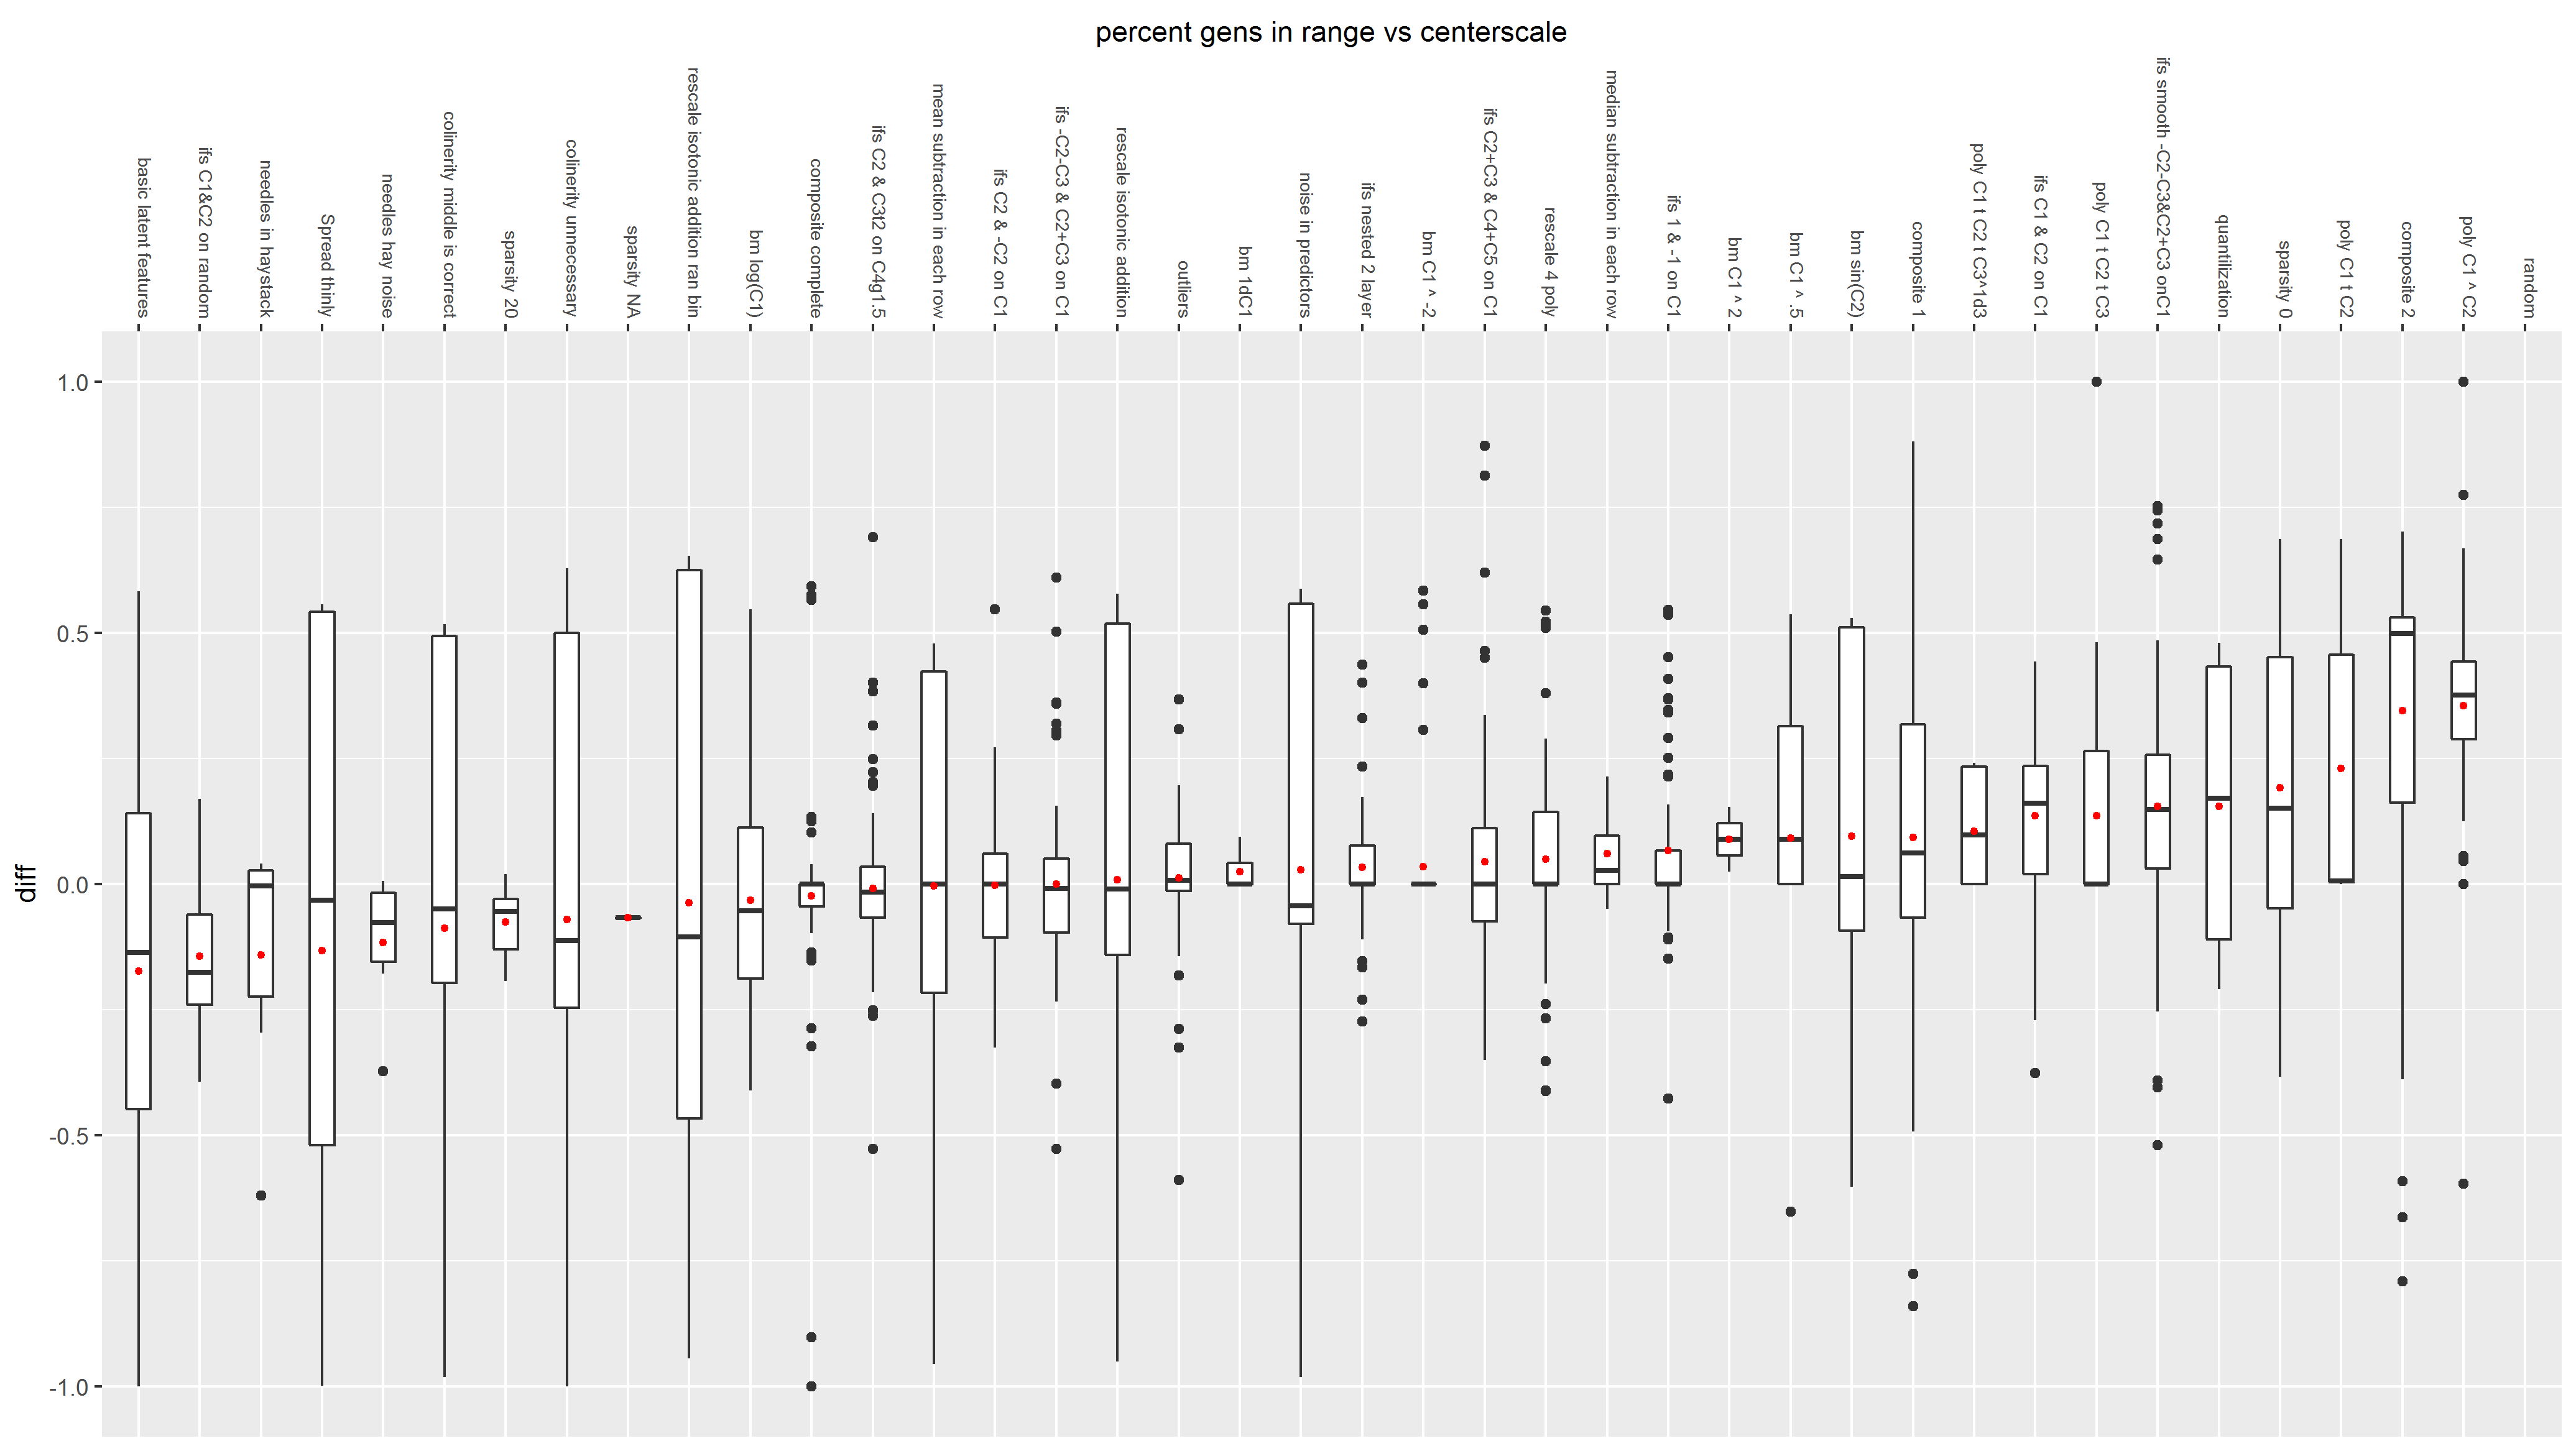 percent gens in range vs centerscale
basic latent features
ifs C1&C2 on random
needles in haystack
Spread thinly
needles hay noise
colinerity middle is correct
sparsity 20
colinerity unnecessary
sparsity NA
rescale isotonic addition ran bin
bm log(C1)
composite complete
ifs C2 & C3t2 on C4g1.5
mean subtraction in each row
ifs C2 & -C2 on C1
ifs -C2-C3 & C2+C3 on C1
rescale isotonic addition
outliers
bm 1dC1
noise in predictors
ifs nested 2 layer
bm C1 ^ -2
ifs C2+C3 & C4+C5 on C1
rescale 4 poly
median subtraction in each row
ifs 1 & -1 on C1
bm C1 ^ 2
bm C1 ^ .5
bm sin(C2)
composite 1
poly C1 t C2 t C3^1d3
ifs C1 & C2 on C1
poly C1 t C2 t C3
ifs smooth -C2-C3&C2+C3 onC1
quantilization
sparsity 0
poly C1 t C2
composite 2
poly C1 ^ C2
random
1.0
0.5
0.0
-0.5
-1.0
diff